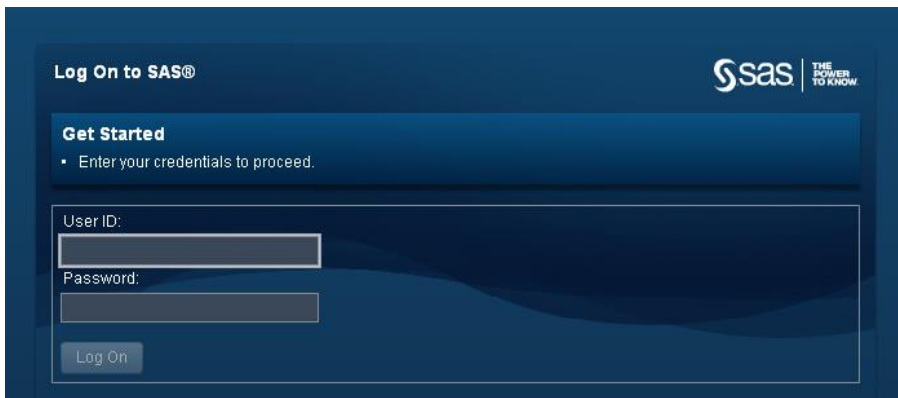 Log On to SAS®
sas
THE
POWER
TO KNOW.
Get Started
▪ Enter your credentials to proceed.
User ID:
Password:
Log On